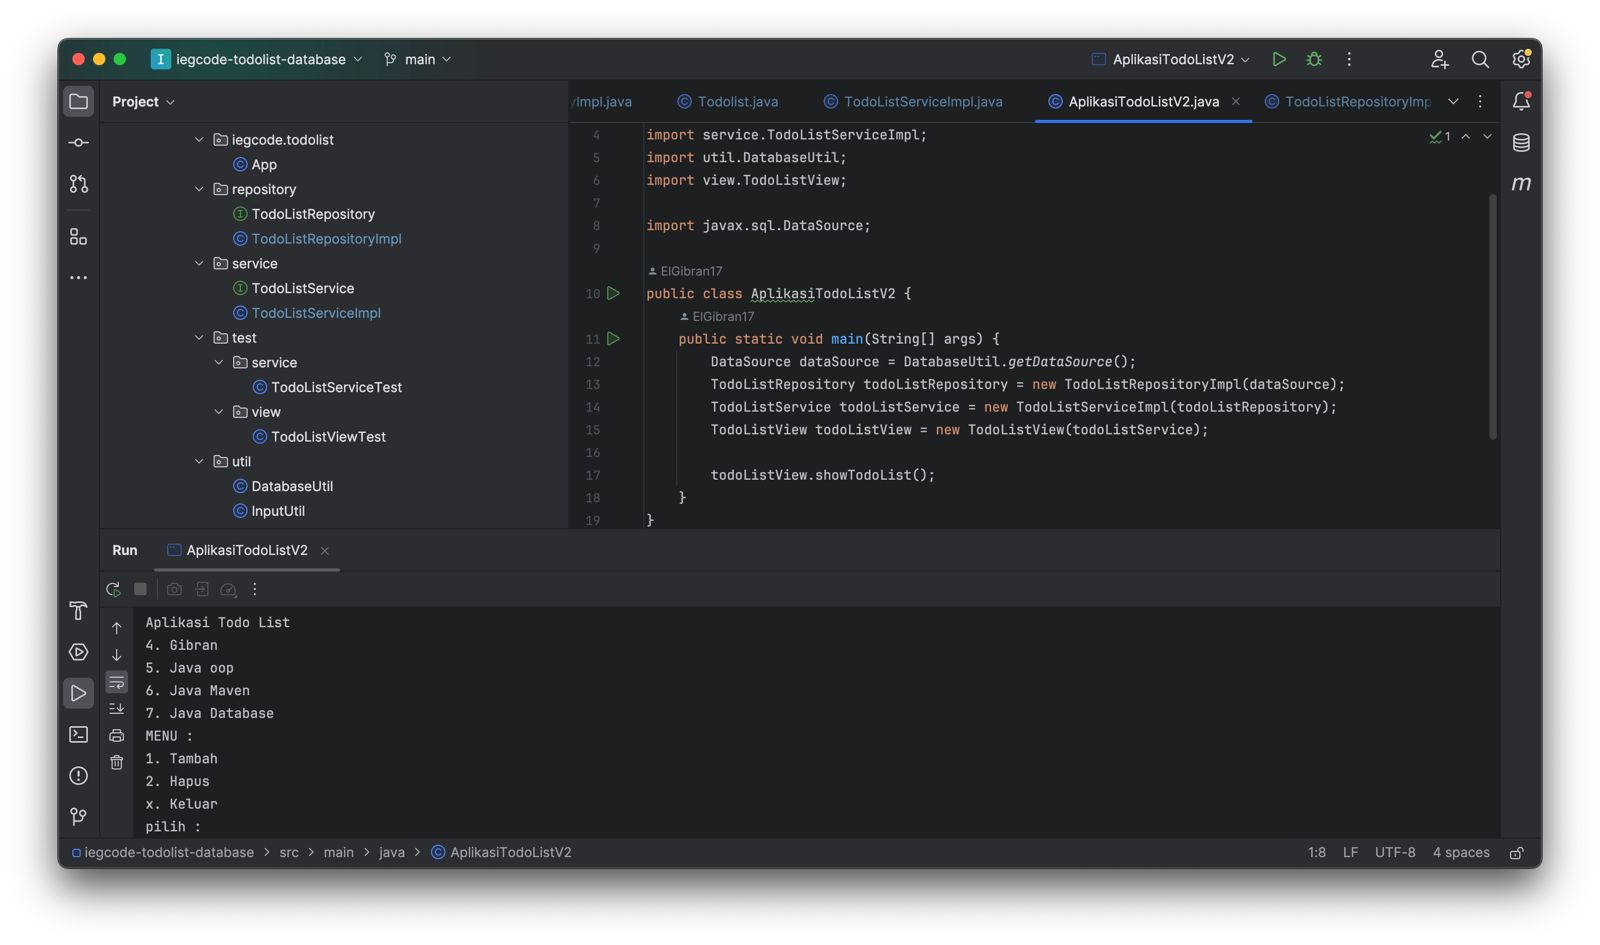 I iegcode-todolist-database main AplikasiTodoListV2
Project
yImpl.java Todolist.java TodoListServiceImpl.java AplikasiTodoListV2.java TodoListRepositoryImp
iegcode.todolist
App
repository
TodoListRepository
TodoListRepositoryImpl
service
TodoListService
TodoListServiceImpl
test
service
TodoListServiceTest
view
TodoListViewTest
util
DatabaseUtil
InputUtil
4 import service.TodoListServiceImpl;
5 import util.DatabaseUtil;
6 import view.TodoListView;
7
8 import javax.sql.DataSource;
9
ElGibran17
10 public class AplikasiTodoListV2 {
ElGibran17
11 public static void main(String[] args) {
12 DataSource dataSource = DatabaseUtil.getDataSource();
13 TodoListRepository todoListRepository = new TodoListRepositoryImpl(dataSource);
14 TodoListService todoListService = new TodoListServiceImpl(todoListRepository);
15 TodoListView todoListView = new TodoListView(todoListService);
16
17 todoListView.showTodoList();
18 }
19 }
1
m
Run AplikasiTodoListV2
Aplikasi Todo List
4. Gibran
5. Java oop
6. Java Maven
7. Java Database
MENU :
1. Tambah
2. Hapus
x. Keluar
pilih :
iegcode-todolist-database > src > main > java > AplikasiTodoListV2
1:8 LF UTF-8 4 spaces